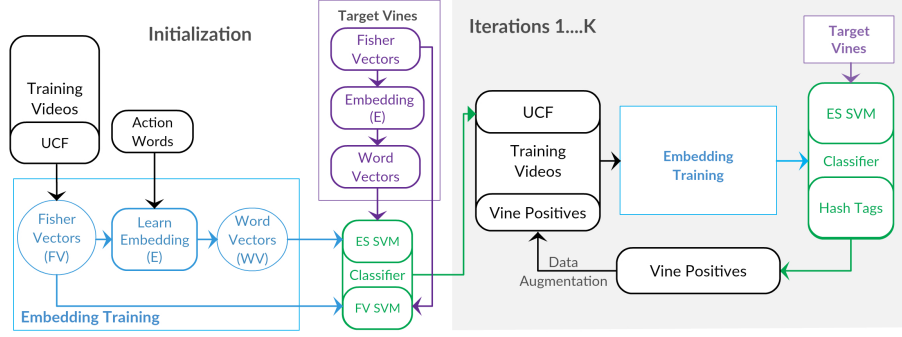 Initialization
Training
Videos
UCF
Action
Words
Fisher
Vectors
(FV)
Learn
Embedding
(E)
Word
Vectors
(WV)
Embedding Training
Target Vines
Fisher
Vectors
Embedding
(E)
Word
Vectors
ES SVM
Classifier
FV SVM
Iterations 1....K
UCF
Training
Videos
Vine Positives
Embedding
Training
Target
Vines
ES SVM
Classifier
Hash Tags
Vine Positives
Data
Augmentation